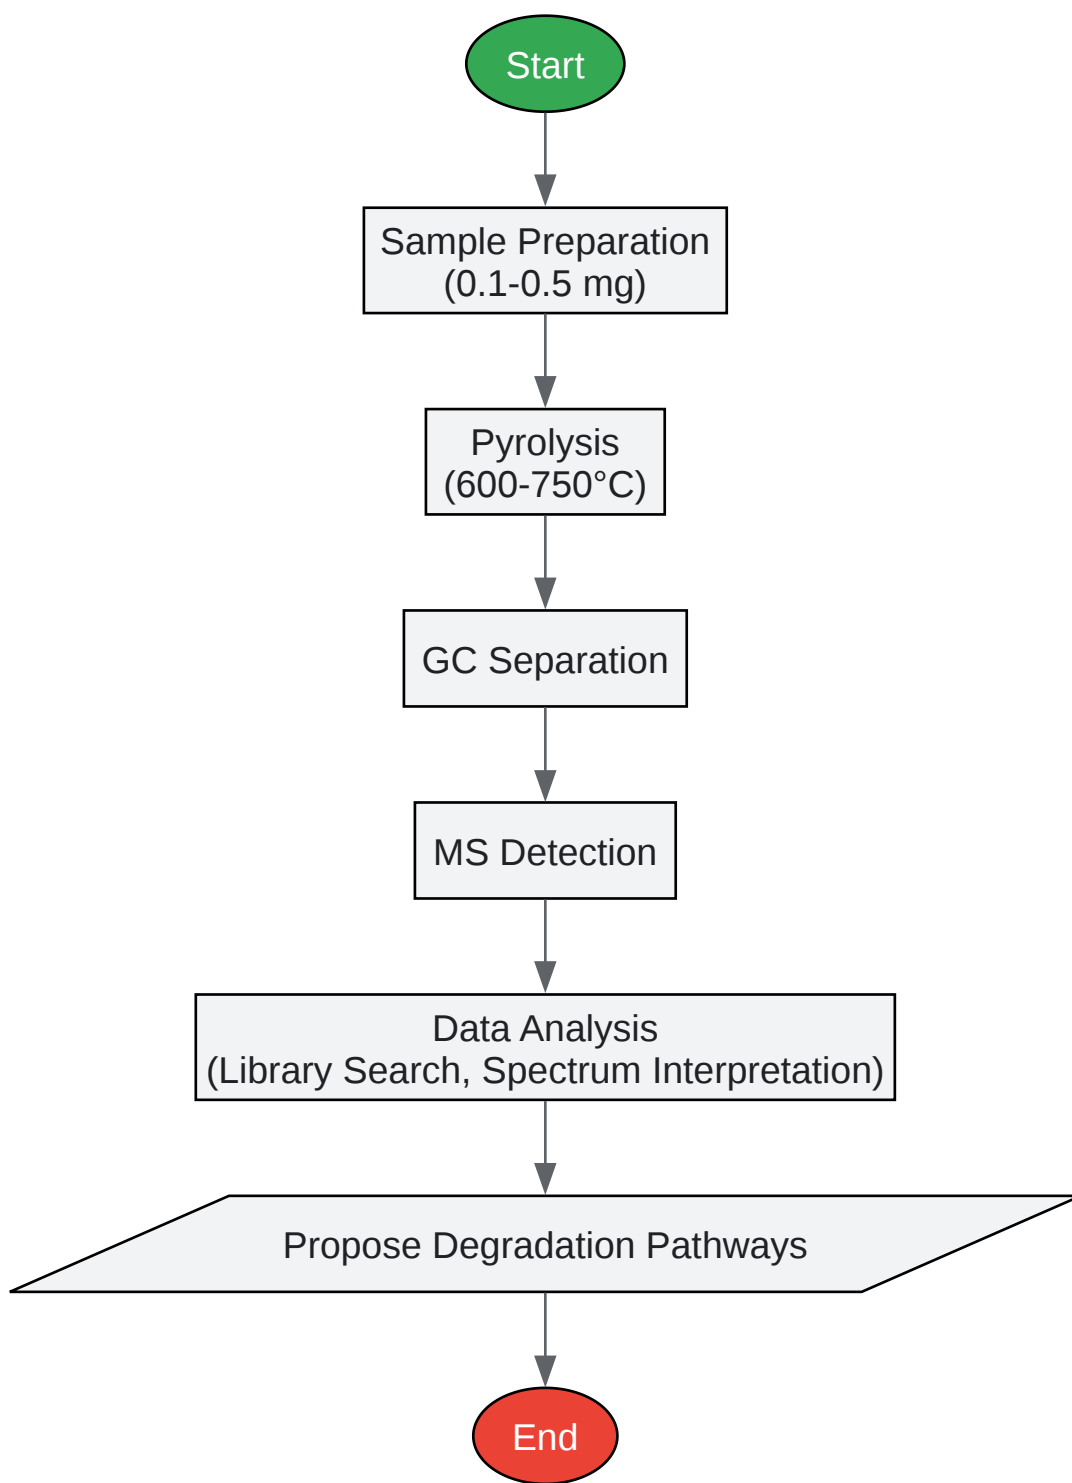 Start
Sample Preparation
(0.1-0.5 mg)
Pyrolysis
(600-750°C)
GC Separation
MS Detection
Data Analysis
(Library Search, Spectrum Interpretation)
Propose Degradation Pathways
End